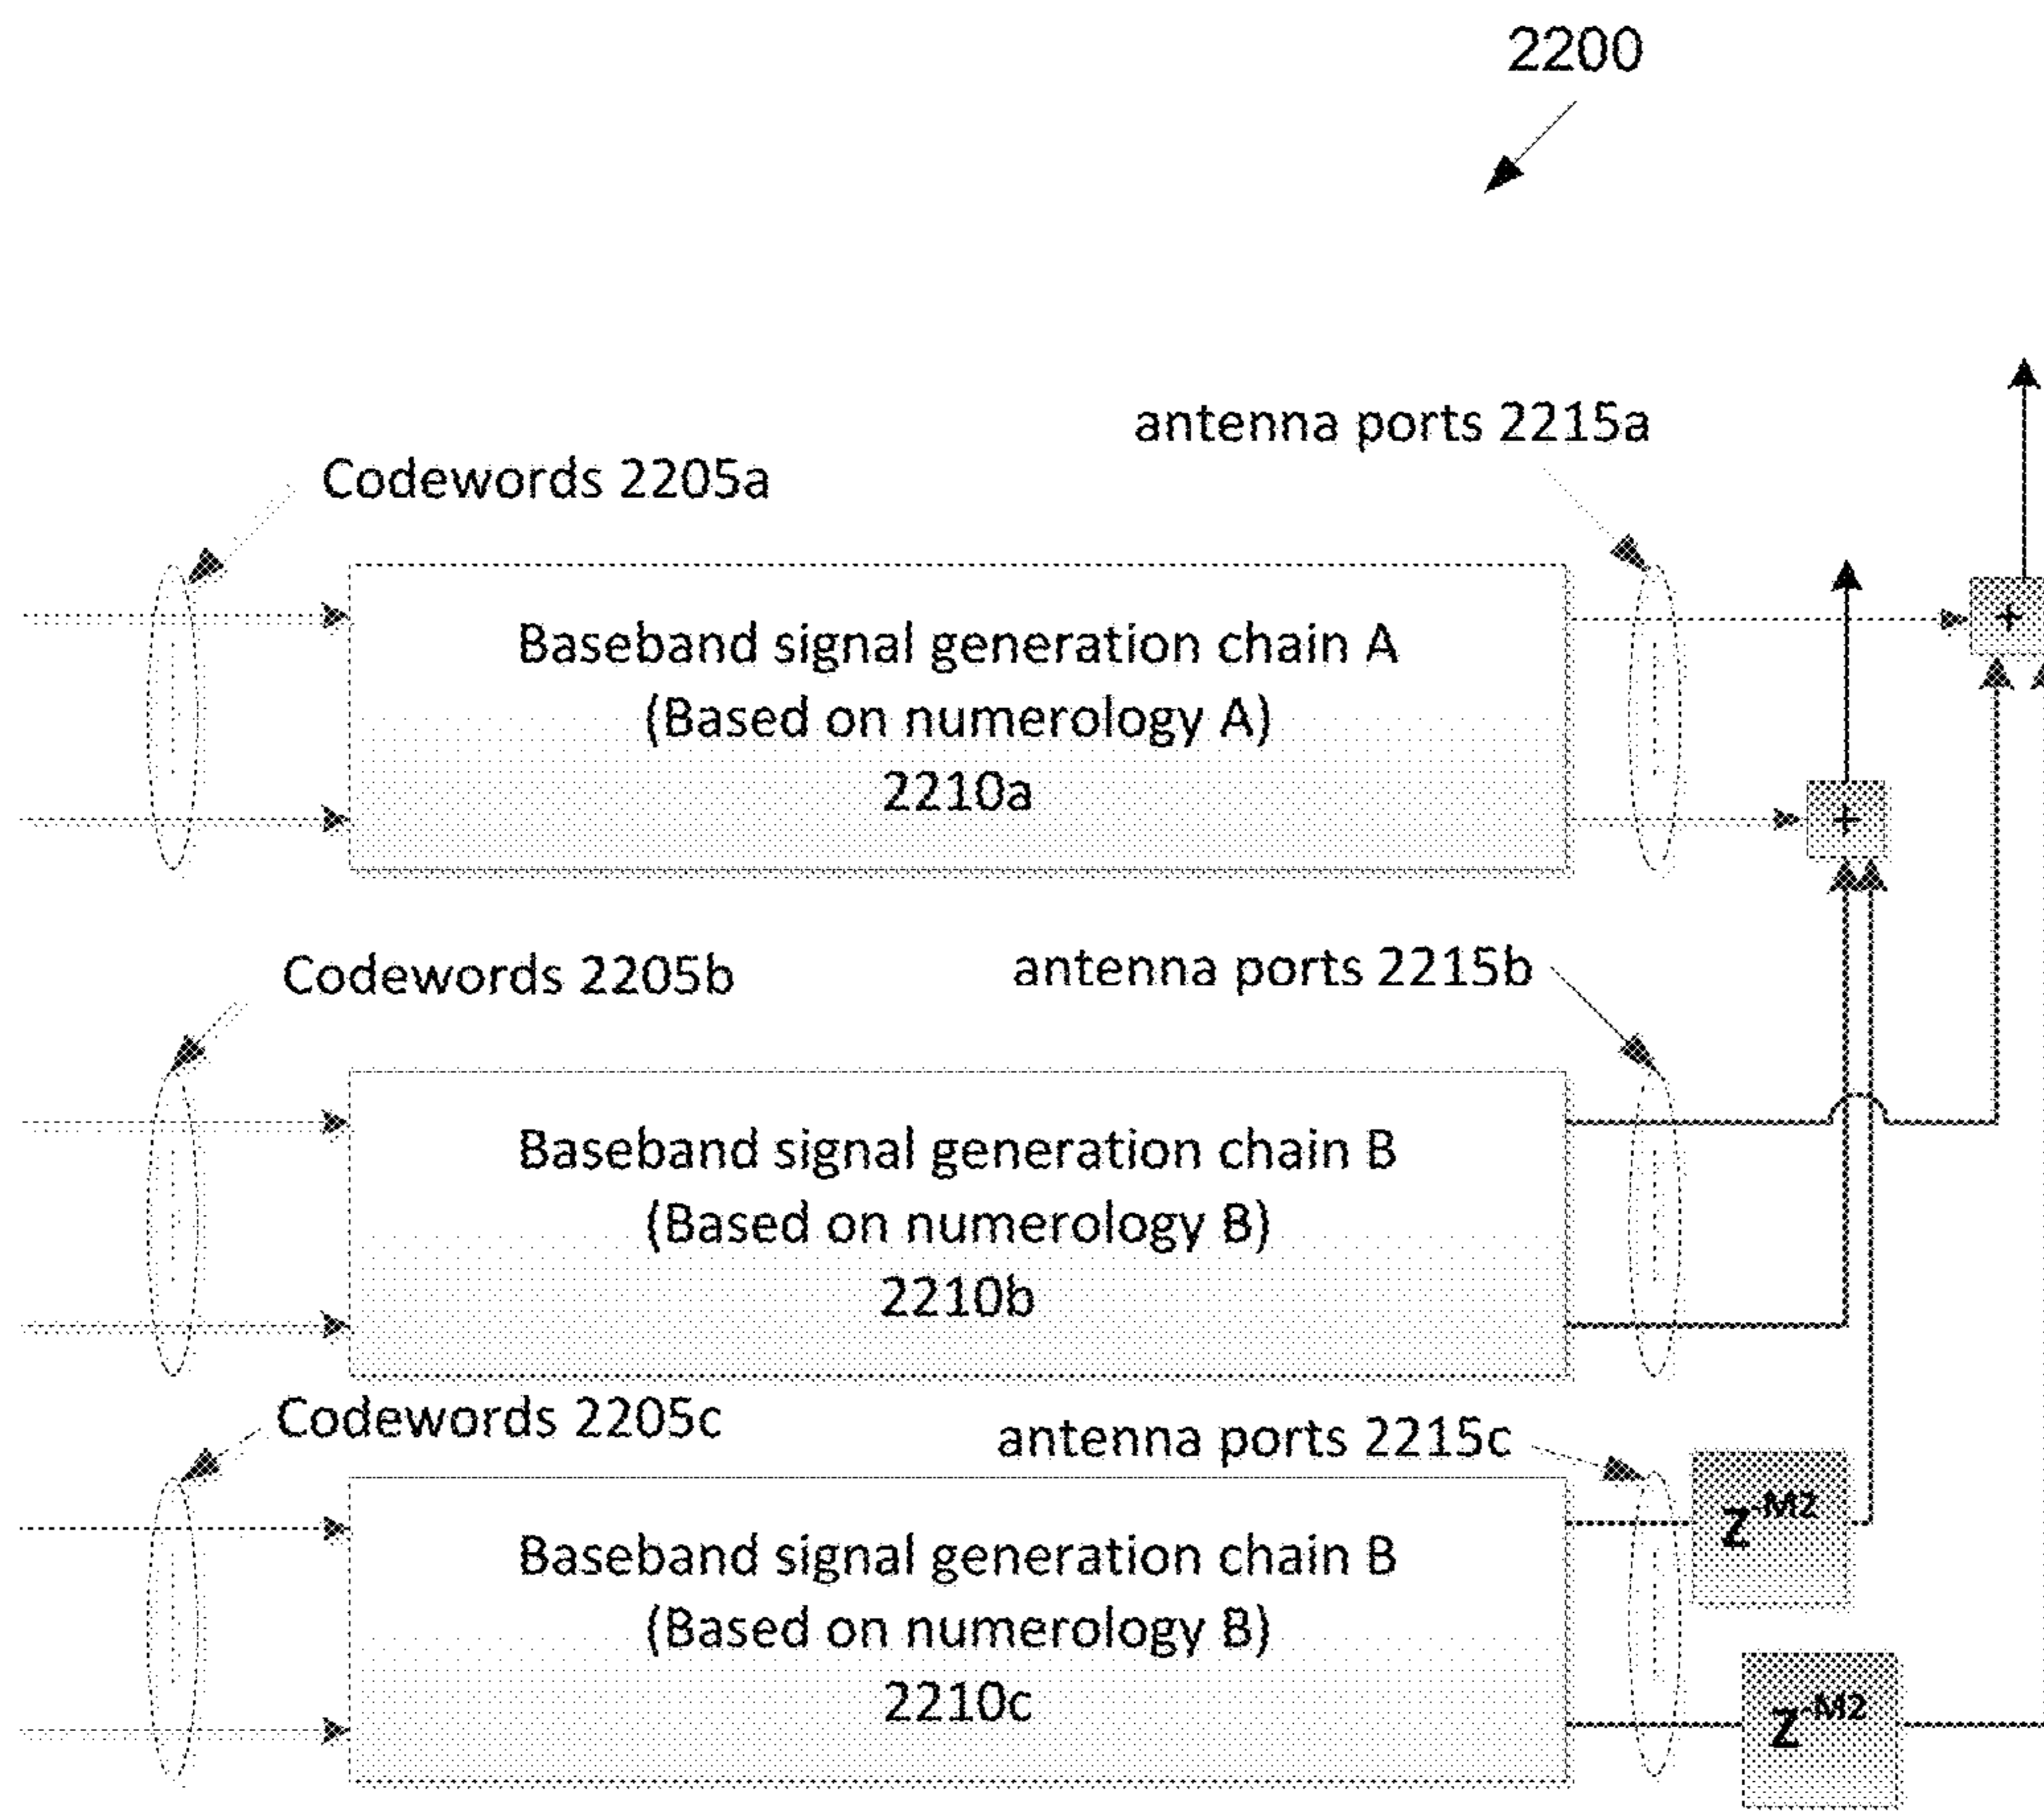 2200
antenna ports 2215a
Codewords 2205a
Baseband signal generation chain A
(Based on numerology A)
2210a
+
+
Codewords 2205b
antenna ports 2215b
Baseband signal generation chain B
(Based on numerology B)
2210b
Codewords 2205c
antenna ports 2215c
Baseband signal generation chain B
(Based on numerology B)
2210c
Z-M2
Z-M2